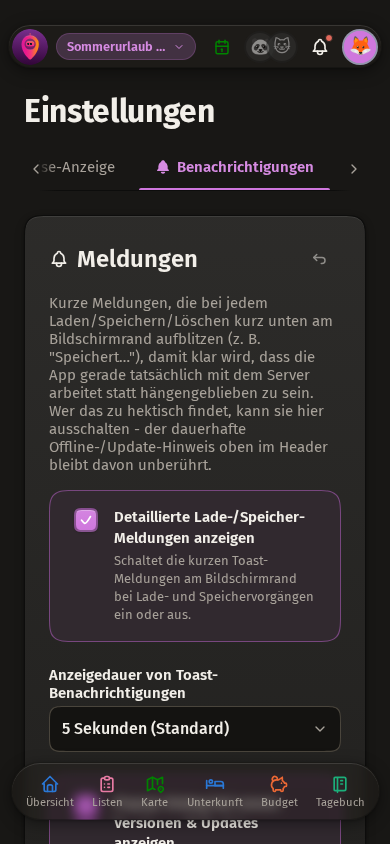 Sommerurlaub ...
Einstellungen
se-Anzeige
Benachrichtigungen
Meldungen
Kurze Meldungen, die bei jedem
Laden/Speichern/Löschen kurz unten am
Bildschirmrand aufblitzen (z. B.
"Speichert…"), damit klar wird, dass die
App gerade tatsächlich mit dem Server
arbeitet statt hängengeblieben zu sein.
Wer das zu hektisch findet, kann sie hier
ausschalten - der dauerhafte
Offline-/Update-Hinweis oben im Header
bleibt davon unberührt.
Detaillierte Lade-/Speicher-
Meldungen anzeigen
Schaltet die kurzen Toast-
Meldungen am Bildschirmrand
bei Lade- und Speichervorgängen
ein oder aus.
Anzeigedauer von Toast-
Benachrichtigungen
5 Sekunden (Standard)
Übersicht
Listen
Karte
Unterkunft
Budget
Tagebuch
Versionen & Updates
anzeigen